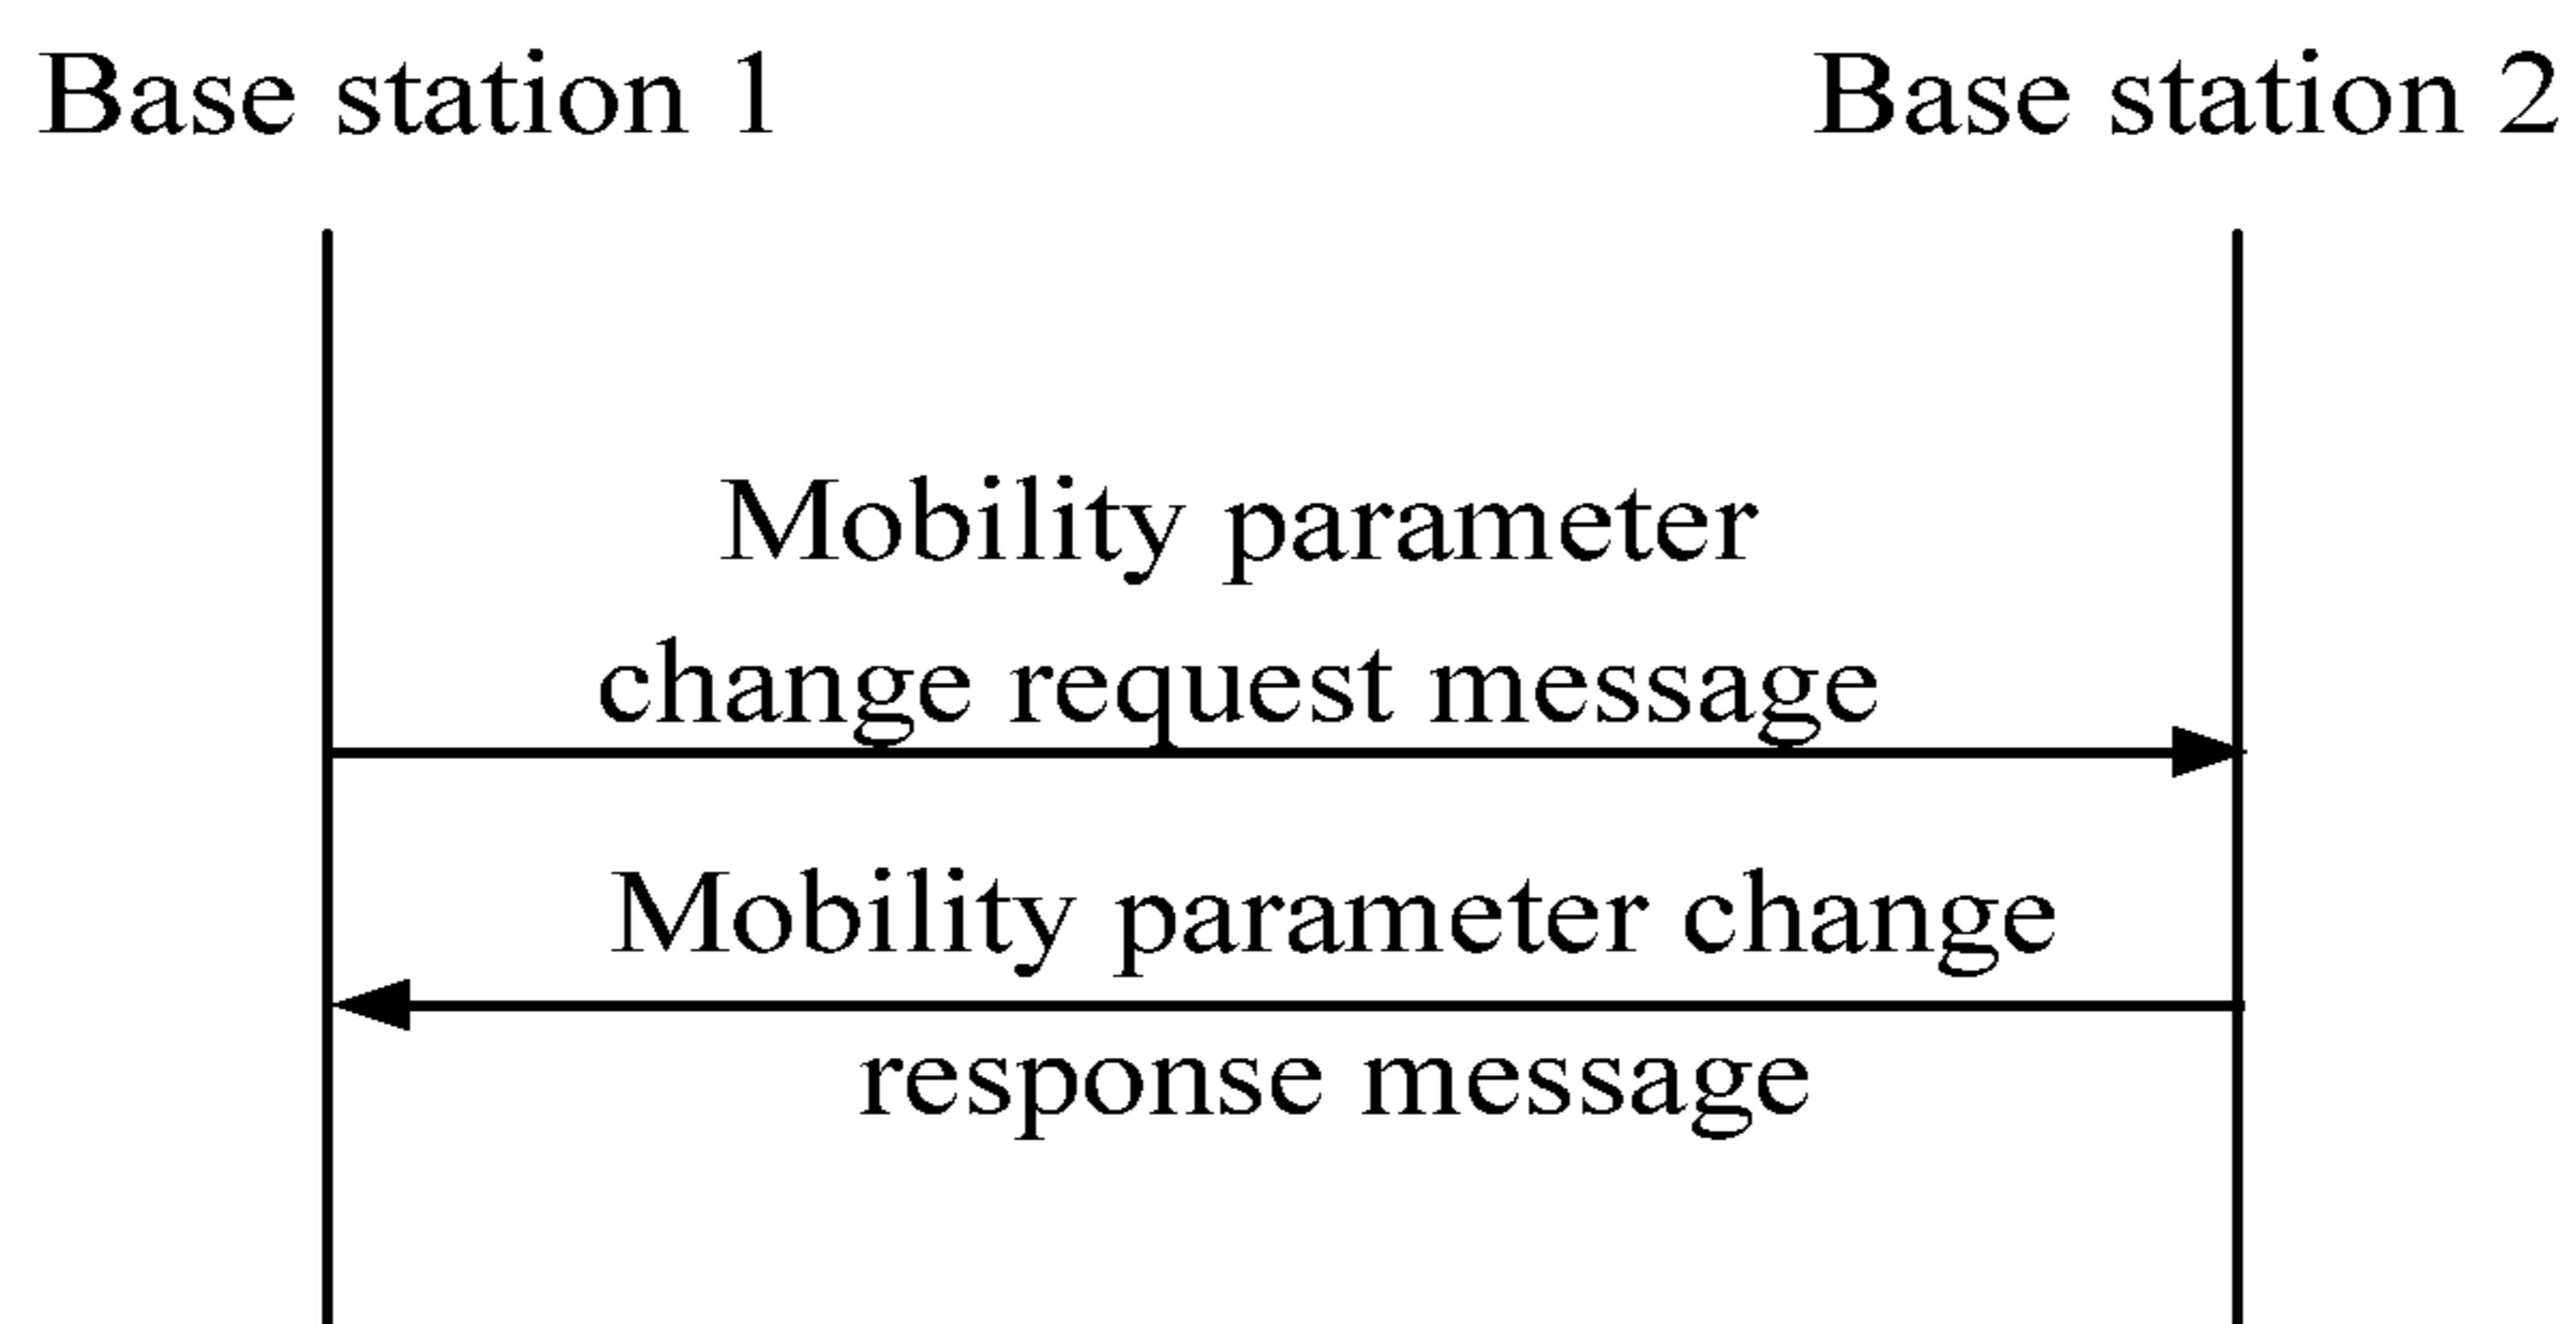 Base station 1
Base station 2
Mobility parameter
change request message
Mobility parameter change
response message